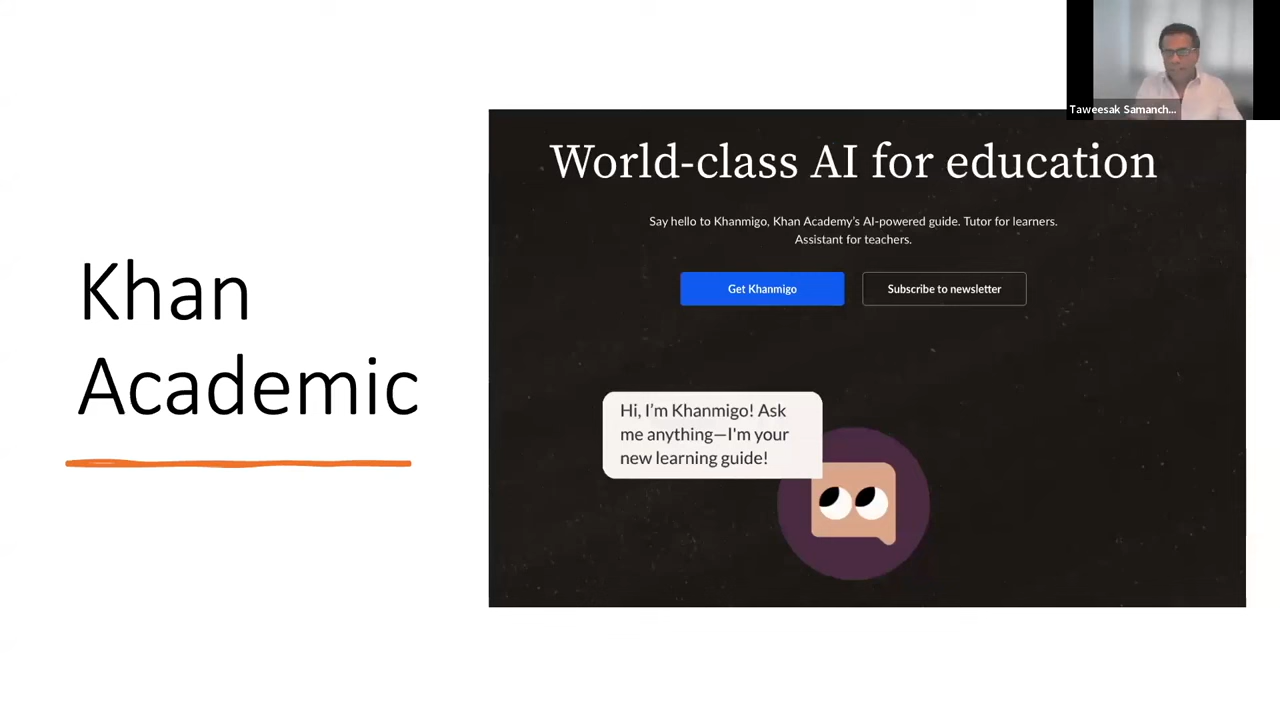 Taweesak Samanch...
Khan
Academic
World-class AI for education
Say hello to Khanmigo, Khan Academy's AI-powered guide. Tutor for learners.
Assistant for teachers.
Get Khanmigo
Subscribe to newsletter
Hi, I'm Khanmigo! Ask
me anything—I'm your
new learning guide!